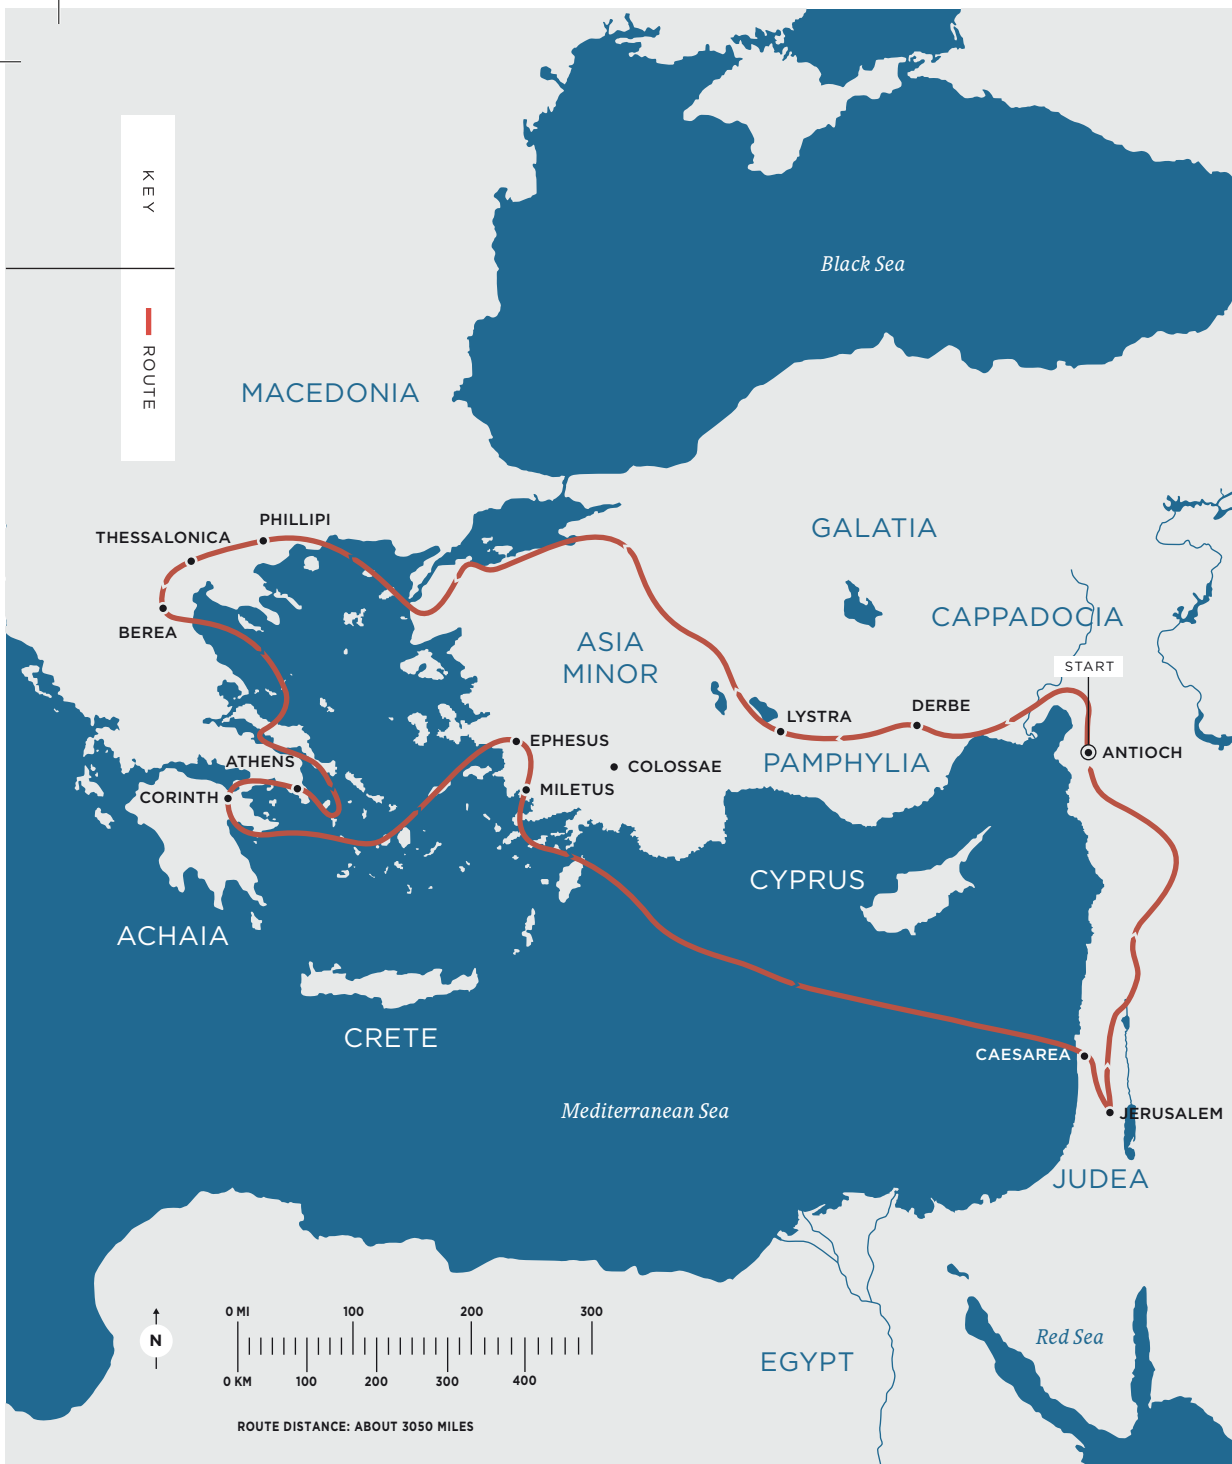 KEY
ROUTE
Black Sea
MACEDONIA
PHILLIPI
THESSALONICA
GALATIA
BEREA
CAPPADOCIA
ASIA
MINOR
START
DERBE
LYSTRA
EPHESUS
ANTIOCH
ATHENS
PAMPHYLIA
COLOSSAE
MILETUS
CORINTH
CYPRUS
ACHAIA
CRETE
CAESAREA
Mediterranean Sea
JERUSALEM
JUDEA
0 MI 100 200 300
N
Red Sea
EGYPT
0 KM 100 200 300 400
ROUTE DISTANCE: ABOUT 3050 MILES